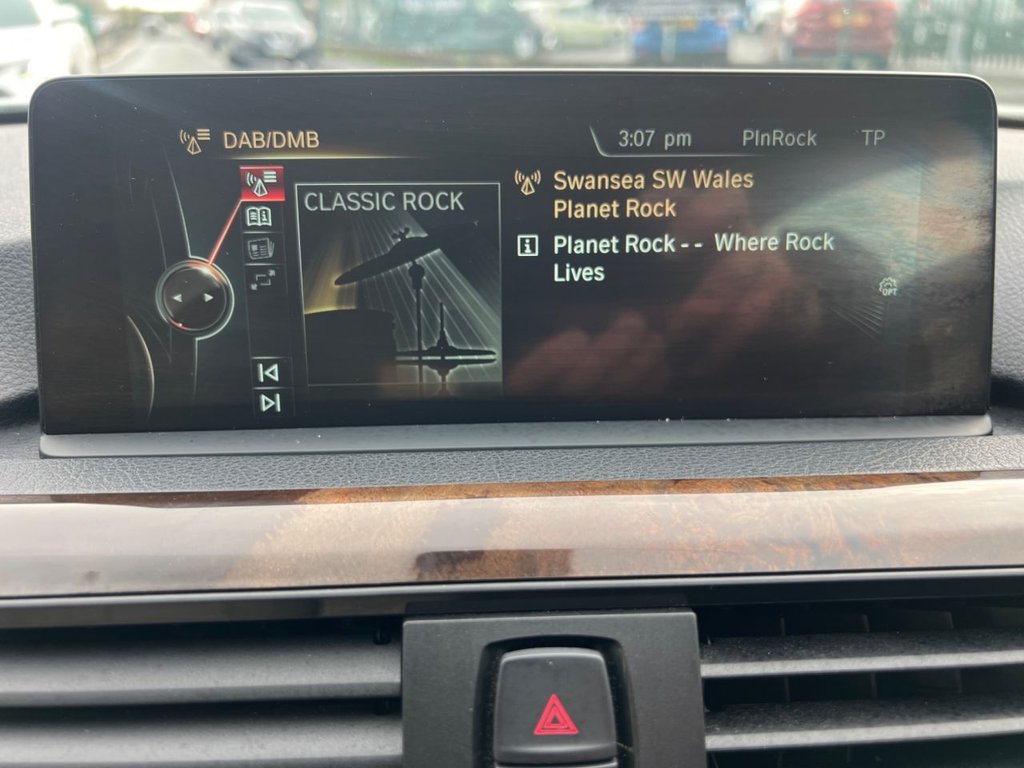 DAB/DMB
3:07 pm PlnRock TP
CLASSIC ROCK
Swansea SW Wales
Planet Rock
Planet Rock -- Where Rock
Lives
OPT